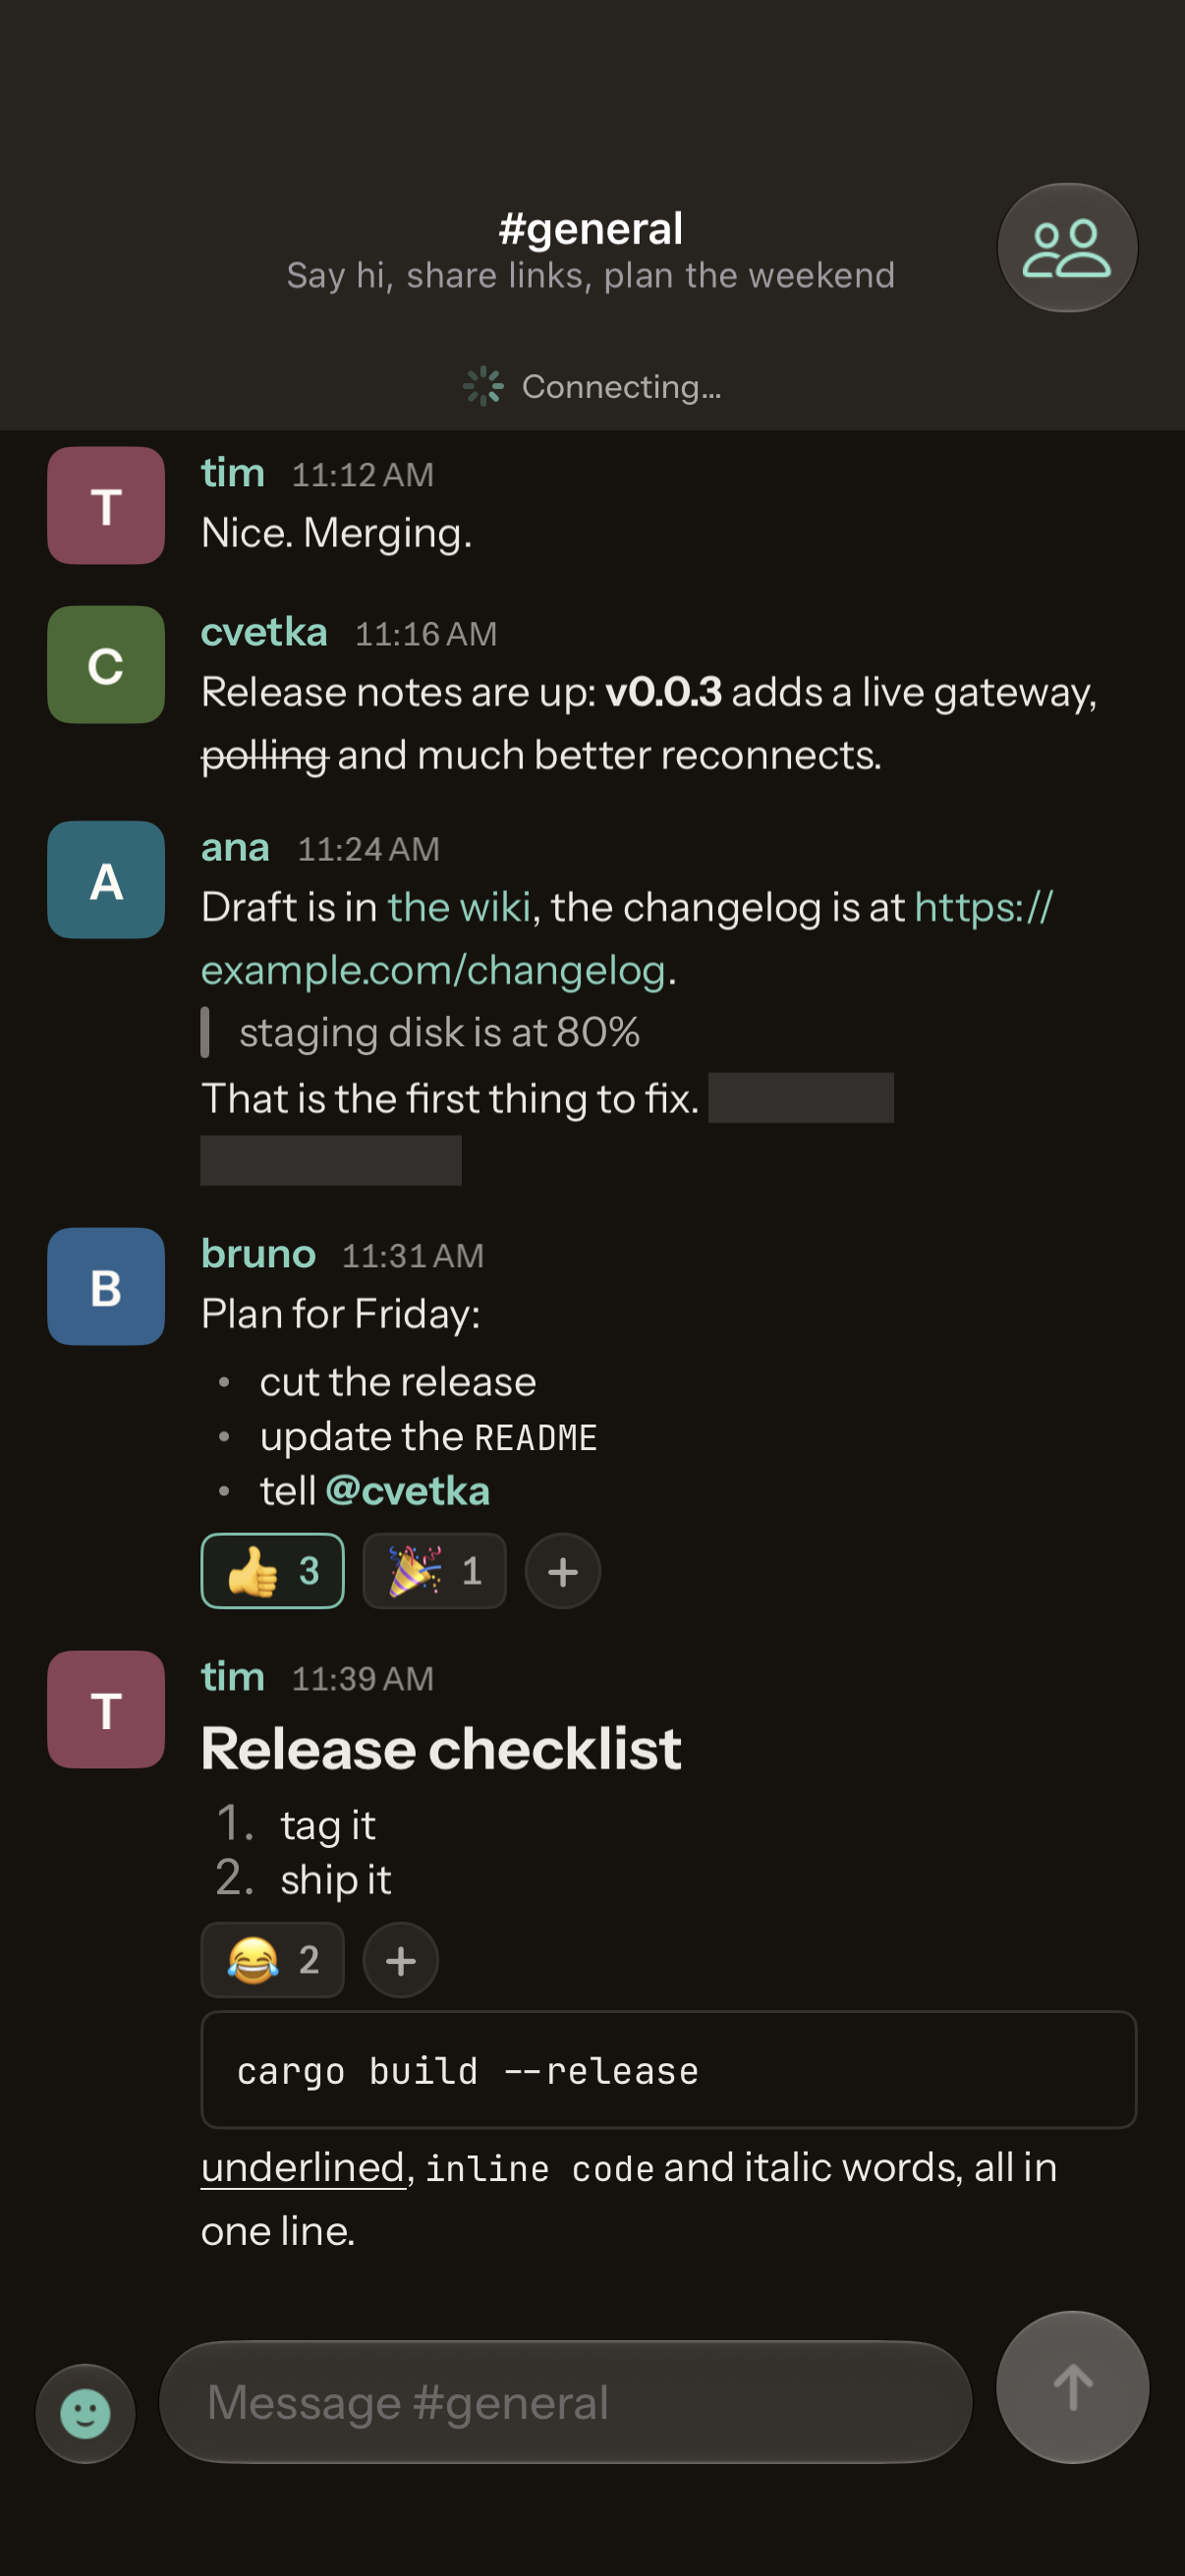 #general
Say hi, share links, plan the weekend
Connecting...
T
tim 11:12 AM
Nice. Merging.
C
cvetka 11:16 AM
Release notes are up: v0.0.3 adds a live gateway,
polling and much better reconnects.
A
ana 11:24 AM
Draft is in the wiki, the changelog is at https://
example.com/changelog.
staging disk is at 80%
That is the first thing to fix.
B
bruno 11:31 AM
Plan for Friday:
• cut the release
• update the README
• tell @cvetka
👍 3 🎉 1 +
T
tim 11:39 AM
Release checklist
1. tag it
2. ship it
😂 2 +
cargo build --release
underlined, inline code and italic words, all in
one line.
Message #general